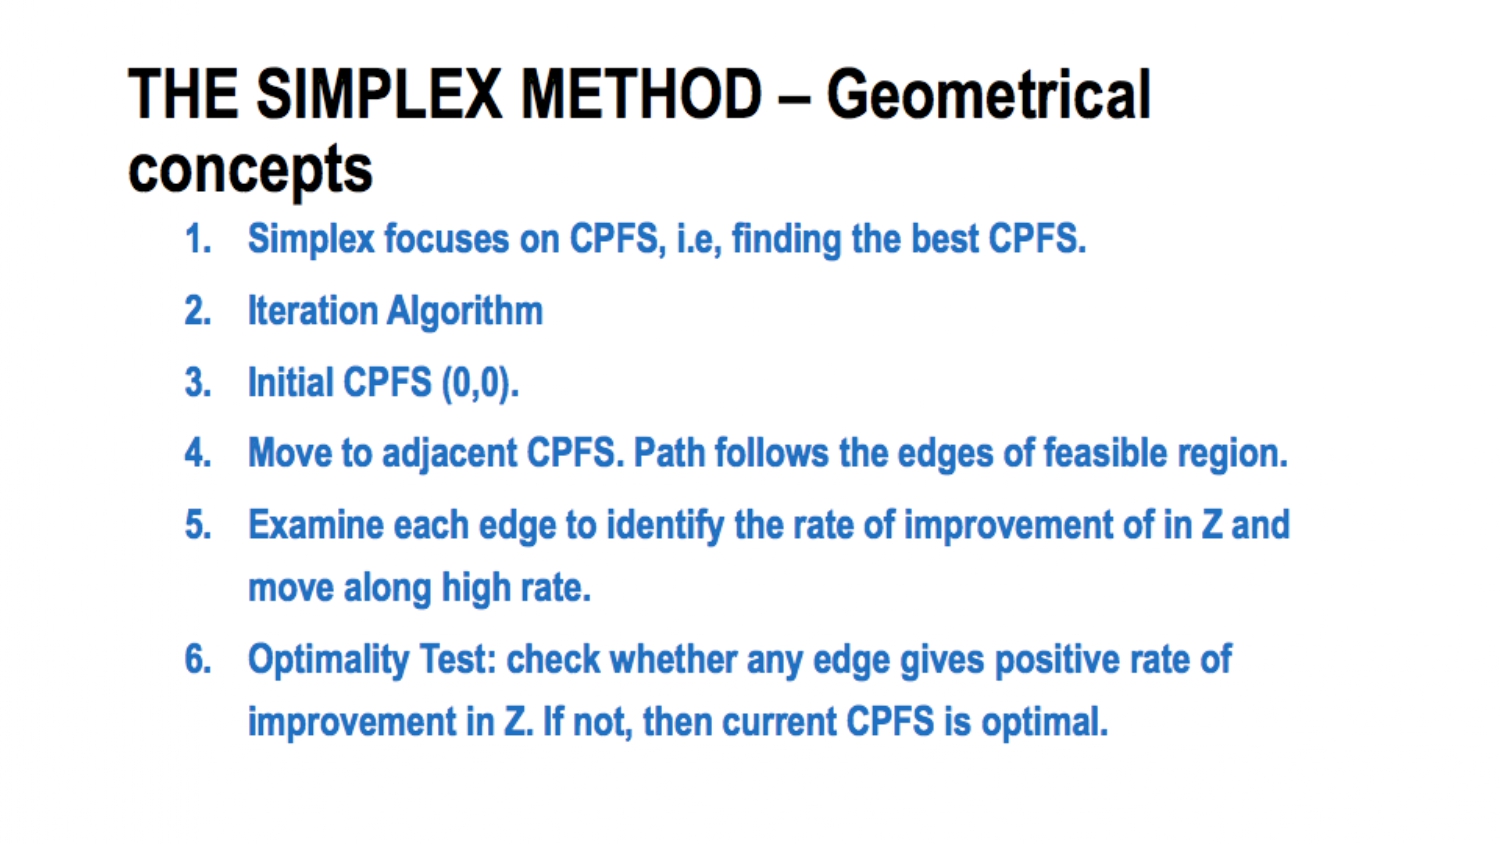 THE SIMPLEX METHOD – Geometrical
concepts
1. Simplex focuses on CPFS, i.e, finding the best CPFS.
2. Iteration Algorithm
3. Initial CPFS (0,0).
4. Move to adjacent CPFS. Path follows the edges of feasible region.
5. Examine each edge to identify the rate of improvement of in Z and
move along high rate.
6. Optimality Test: check whether any edge gives positive rate of
improvement in Z. If not, then current CPFS is optimal.